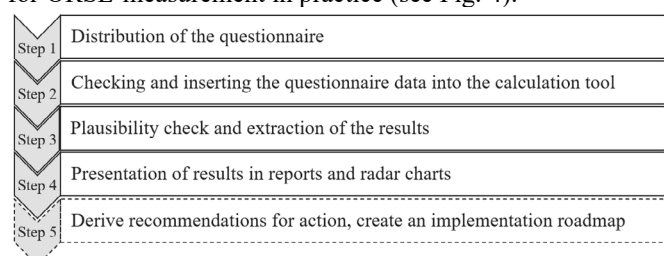 for ORSE-measurement in practice (see Fig. 4).
Step 1 Distribution of the questionnaire
Step 2 Checking and inserting the questionnaire data into the calculation tool
Step 3 Plausibility check and extraction of the results
Step 4 Presentation of results in reports and radar charts
Step 5 Derive recommendations for action, create an implementation roadmap